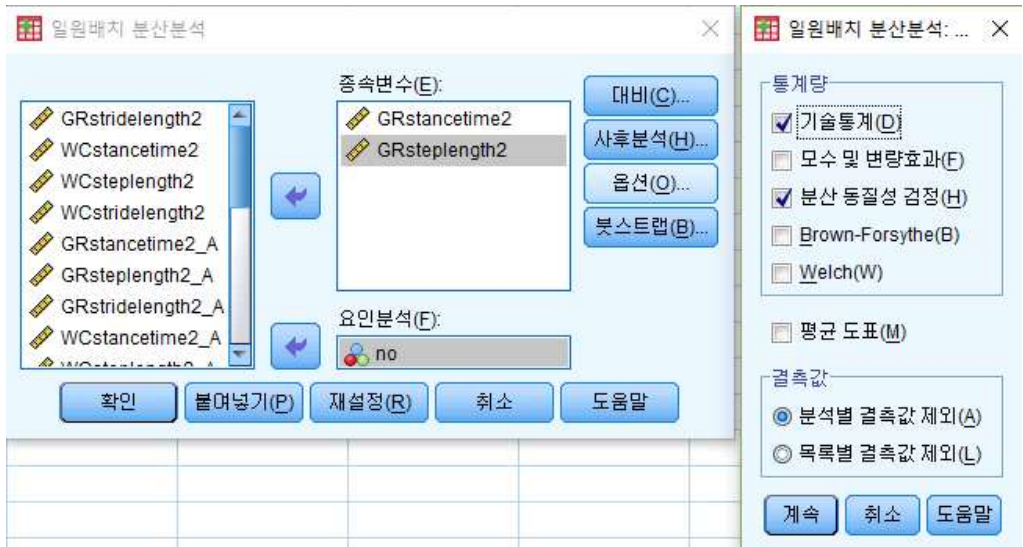 일원배치 분산분석
종속변수(E):
GRstridelength2
WCstancetime2
WCsteplength2
WCstridelength2
GRstancetime2_A
GRsteplength2_A
GRstridelength2_A
WCstancetime2_A
GRstancetime2
GRsteplength2
요인분석(F):
no
대비(C)...
사후분석(H)...
옵션(O)...
붓스트랩(B)...
확인
붙여넣기(P)
재설정(R)
취소
도움말
일원배치 분산분석: ...
통계량
기술통계(D)
모수 및 변량효과(F)
분산 동질성 검정(H)
Brown-Forsythe(B)
Welch(W)
평균 도표(M)
결측값
분석별 결측값 제외(A)
목록별 결측값 제외(L)
계속
취소
도움말